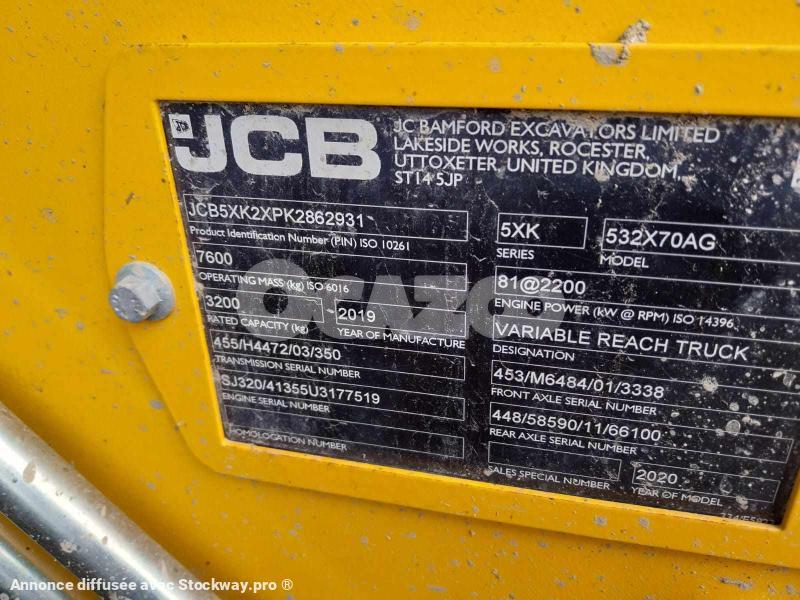 JCB
JC BAMFORD EXCAVATORS LIMITED
LAKESIDE WORKS, ROCESTER,
UTTOXETER, UNITED KINGDOM,
ST14 5JP
JCB5XK2XPK2862931
Product Identification Number (PIN) ISO 10261
5XK
SERIES
532X70AG
MODEL
7600
OPERATING MASS (kg) ISO 6016
81@2200
ENGINE POWER (kW @ RPM) ISO 14396
3200
RATED CAPACITY (kg)
2019
YEAR OF MANUFACTURE
VARIABLE REACH TRUCK
DESIGNATION
455/H4472/03/350
TRANSMISSION SERIAL NUMBER
453/M6484/01/3338
FRONT AXLE SERIAL NUMBER
SJ320/41355U3177519
ENGINE SERIAL NUMBER
448/58590/11/66100
REAR AXLE SERIAL NUMBER
HOMOLOGATION NUMBER
SALES SPECIAL NUMBER
2020
YEAR OF MODEL
OCAZOO
Annonce diffusée avec Stockway.pro ®